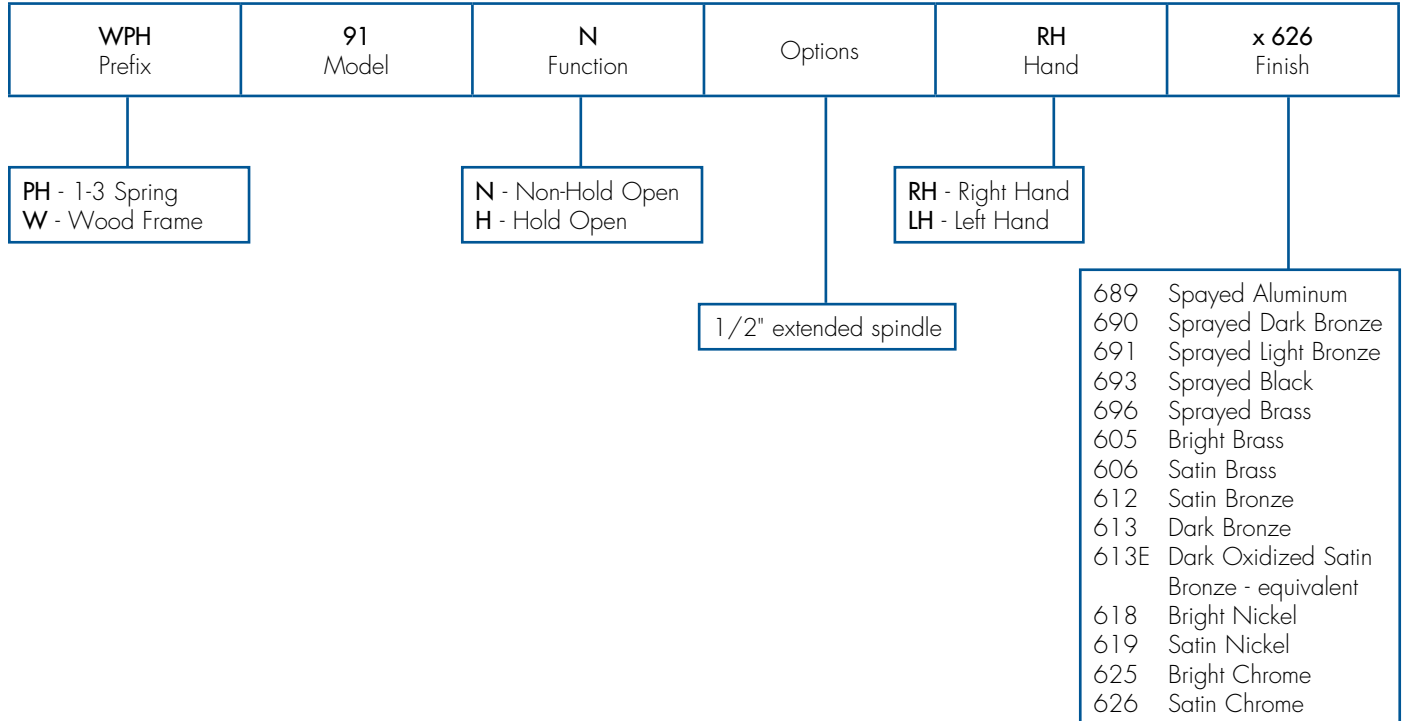 WPH
Prefix
91
Model
N
Function
Options
RH
Hand
x 626
Finish
PH - 1-3 Spring
W - Wood Frame
N - Non-Hold Open
H - Hold Open
RH - Right Hand
LH - Left Hand
1/2" extended spindle
689 Spayed Aluminum
690 Sprayed Dark Bronze
691 Sprayed Light Bronze
693 Sprayed Black
696 Sprayed Brass
605 Bright Brass
606 Satin Brass
612 Satin Bronze
613 Dark Bronze
613E Dark Oxidized Satin
Bronze - equivalent
618 Bright Nickel
619 Satin Nickel
625 Bright Chrome
626 Satin Chrome